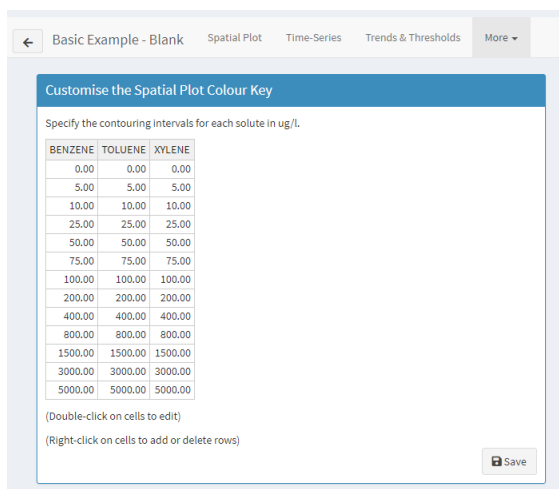 Basic Example - Blank Spatial Plot Time-Series Trends & Thresholds More
Customise the Spatial Plot Colour Key
Specify the contouring intervals for each solute in ug/l.
BENZENE TOLUENE XYLENE
0.00 0.00 0.00
5.00 5.00 5.00
10.00 10.00 10.00
25.00 25.00 25.00
50.00 50.00 50.00
75.00 75.00 75.00
100.00 100.00 100.00
200.00 200.00 200.00
400.00 400.00 400.00
800.00 800.00 800.00
1500.00 1500.00 1500.00
3000.00 3000.00 3000.00
5000.00 5000.00 5000.00
(Double-click on cells to edit)
(Right-click on cells to add or delete rows)
Save